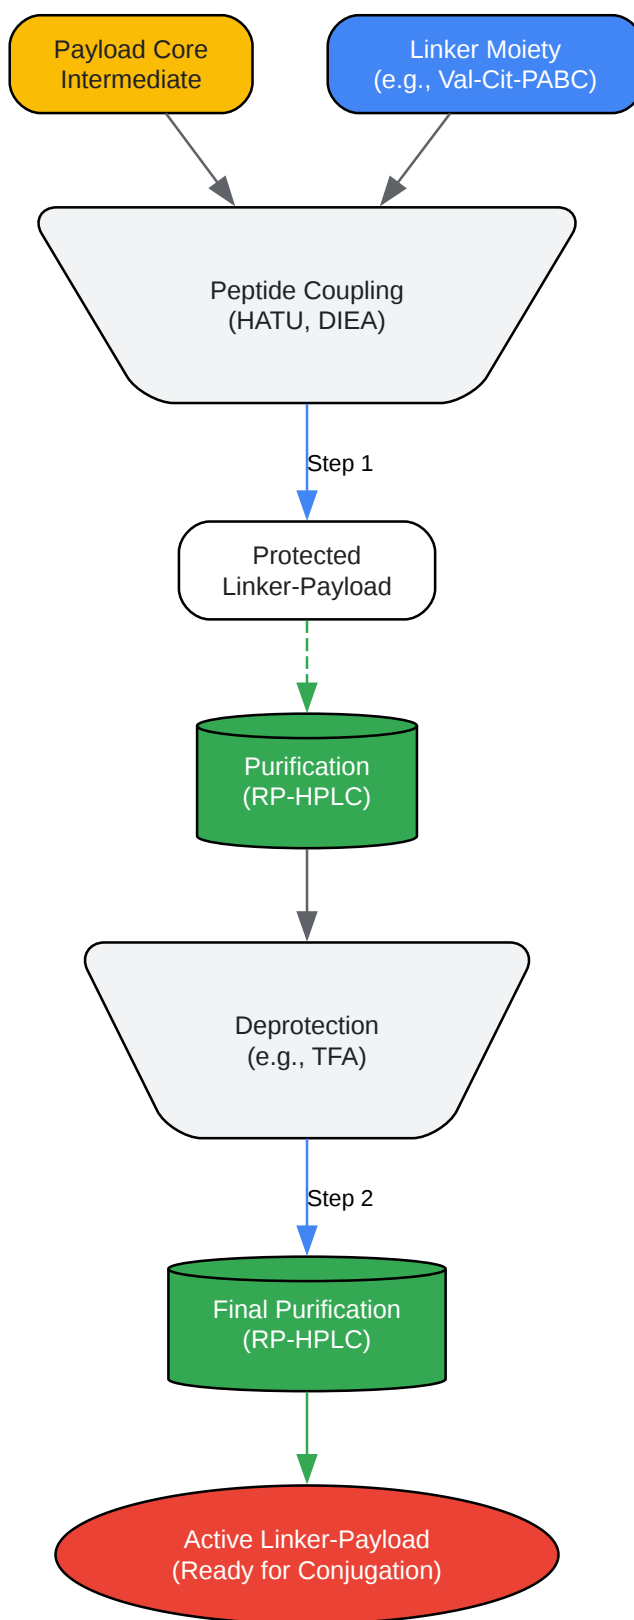 Payload Core
Intermediate
Linker Moiety
(e.g., Val-Cit-PABC)
Peptide Coupling
(HATU, DIEA)
Step 1
Protected
Linker-Payload
Purification
(RP-HPLC)
Deprotection
(e.g., TFA)
Step 2
Final Purification
(RP-HPLC)
Active Linker-Payload
(Ready for Conjugation)